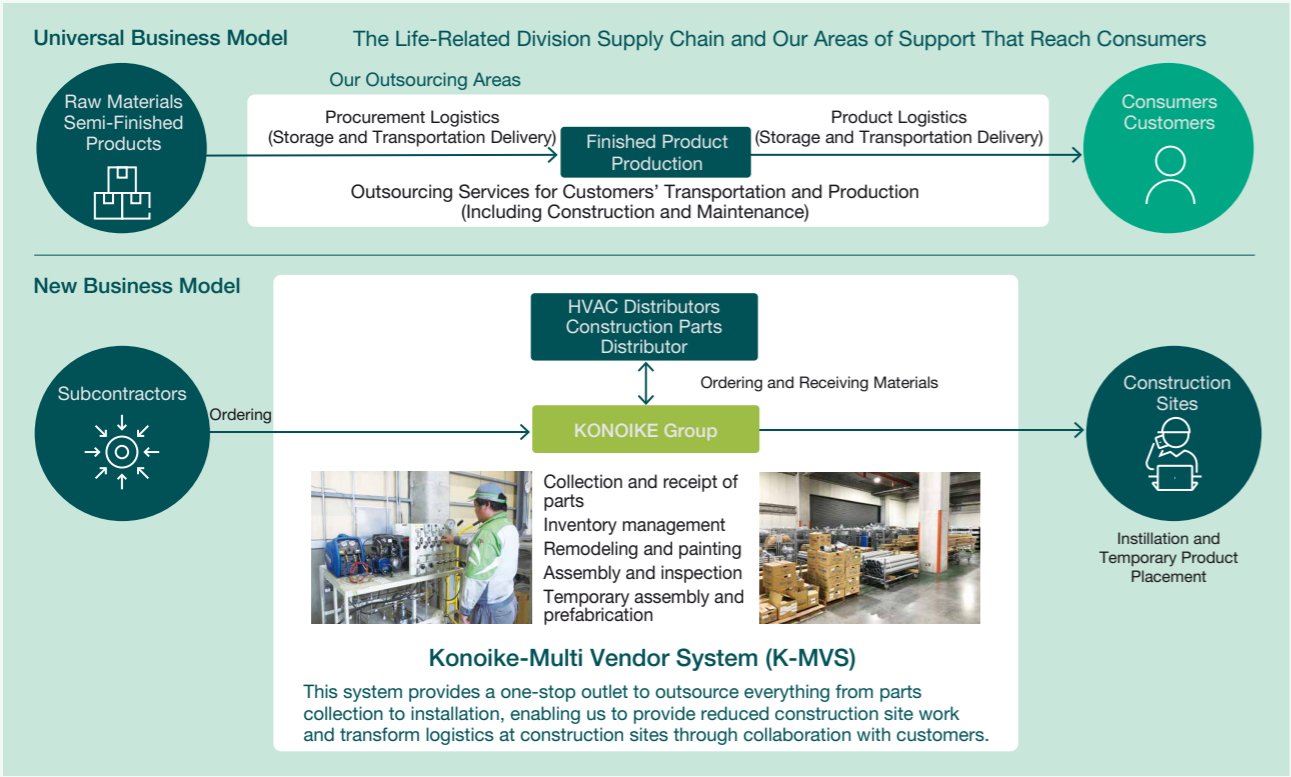 Universal Business Model
The Life-Related Division Supply Chain and Our Areas of Support That Reach Consumers
Our Outsourcing Areas
Raw Materials
Semi-Finished
Products
Procurement Logistics
(Storage and Transportation Delivery)
Finished Product
Production
Product Logistics
(Storage and Transportation Delivery)
Consumers
Customers
Outsourcing Services for Customers' Transportation and Production
(Including Construction and Maintenance)
New Business Model
HVAC Distributors
Construction Parts
Distributor
Subcontractors
Ordering
Ordering and Receiving Materials
KONOIKE Group
Construction
Sites
Collection and receipt of
parts
Inventory management
Remodeling and painting
Assembly and inspection
Temporary assembly and
prefabrication
Instillation and
Temporary Product
Placement
Konoike-Multi Vendor System (K-MVS)
This system provides a one-stop outlet to outsource everything from parts
collection to installation, enabling us to provide reduced construction site work
and transform logistics at construction sites through collaboration with customers.